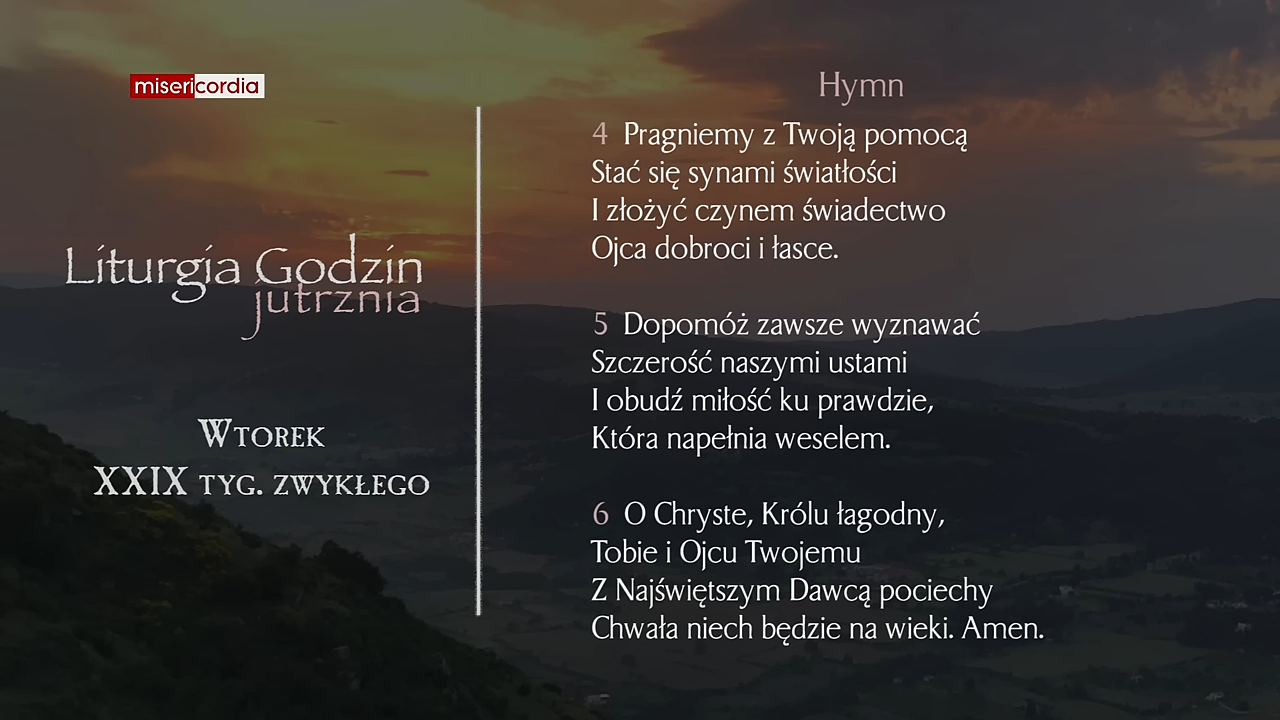 misericordia
Liturgia Godzin
jutrznia
Wtorek
XXIX tyg. zwykłego
Hymn
4 Pragniemy z Twoją pomocą
Stać się synami światłości
I złożyć czynem świadectwo
Ojca dobroci i łasce.
5 Dopomóż zawsze wyznawać
Szczerość naszymi ustami
I obudź miłość ku prawdzie,
Która napełnia weselem.
6 O Chryste, Królu łagodny,
Tobie i Ojcu Twojemu
Z Najświętszym Dawcą pociechy
Chwała niech będzie na wieki. Amen.